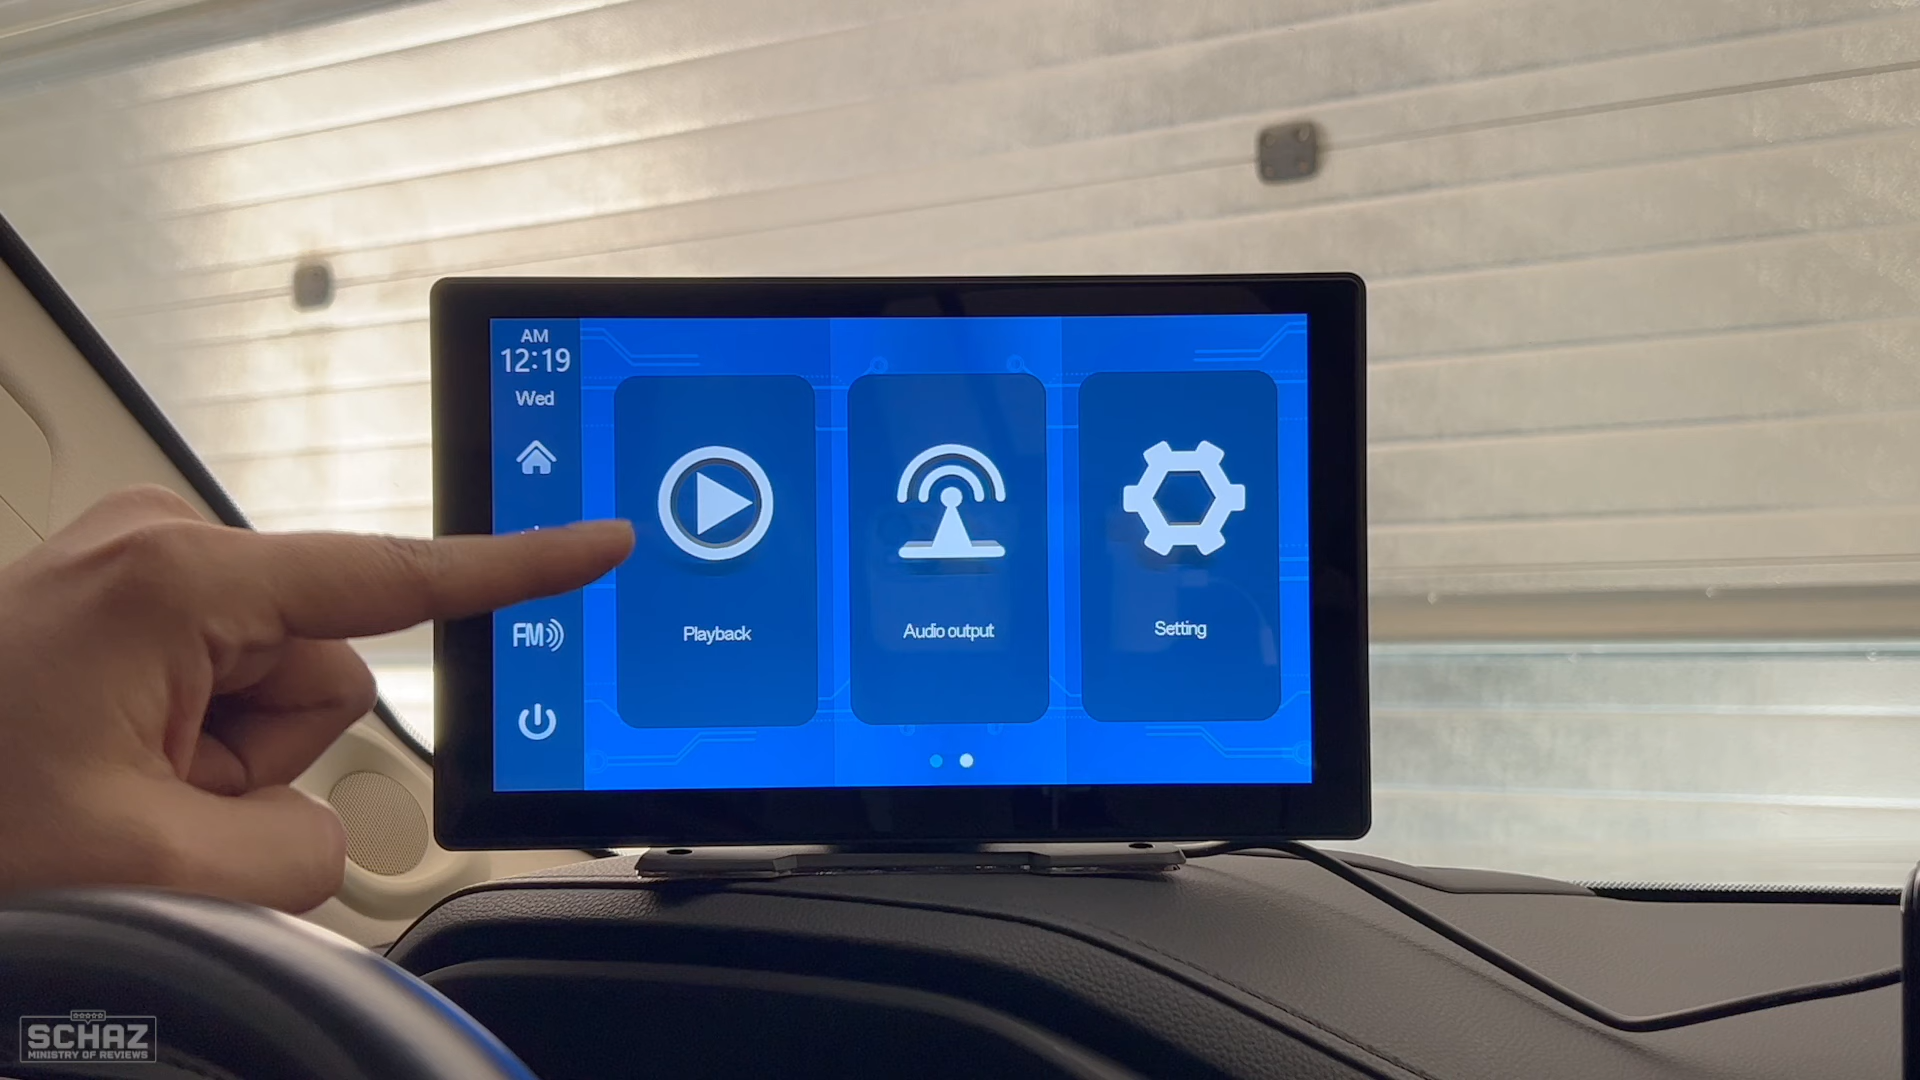 AM
12:19
Wed
FM
Playback
Audio output
Setting
SCHAZ
MINISTRY OF REVIEWS